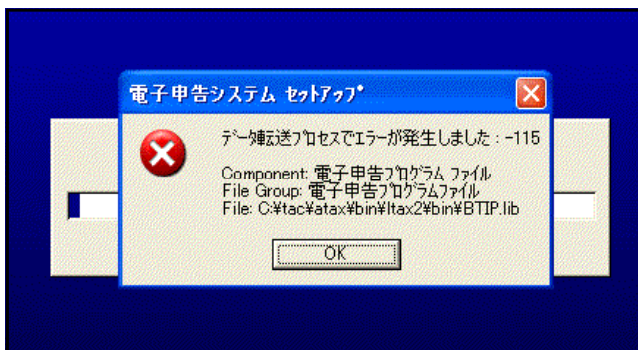 電子申告システム ｾｯﾄｱｯﾌﾟ
ﾃﾞｰﾀ転送ﾌﾟﾛｾｽでｴﾗｰが発生しました : -115
Component: 電子申告ﾌﾟﾛｸﾞﾗﾑ ﾌｧｲﾙ
File Group: 電子申告ﾌﾟﾛｸﾞﾗﾑﾌｧｲﾙ
File: C:¥tac¥atax¥bin¥ltax2¥bin¥BTIP.lib
OK